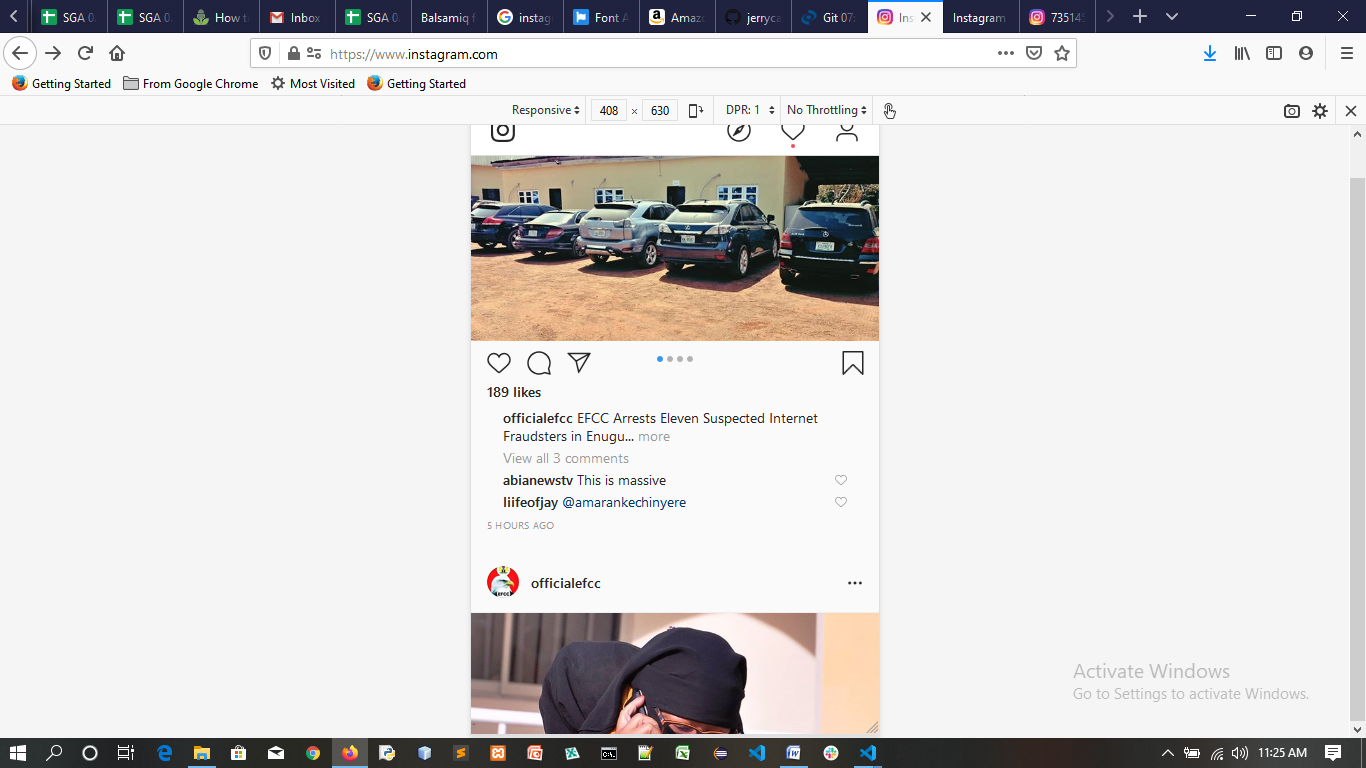 SGA 0.
SGA 0.
How t
Inbox
SGA 0.
Balsamiq f
instag
Font A
Amaz
jerryca
Git 07:
Ins
Instagram
73514
https://www.instagram.com
Getting Started
From Google Chrome
Most Visited
Getting Started
Responsive
408 × 630
DPR: 1
No Throttling
189 likes
officialefcc EFCC Arrests Eleven Suspected Internet
Fraudsters in Enugu... more
View all 3 comments
abianewstv This is massive
liifeofjay @amarankechinyere
5 HOURS AGO
EFCC
officialefcc
Activate Windows
Go to Settings to activate Windows.
11:25 AM